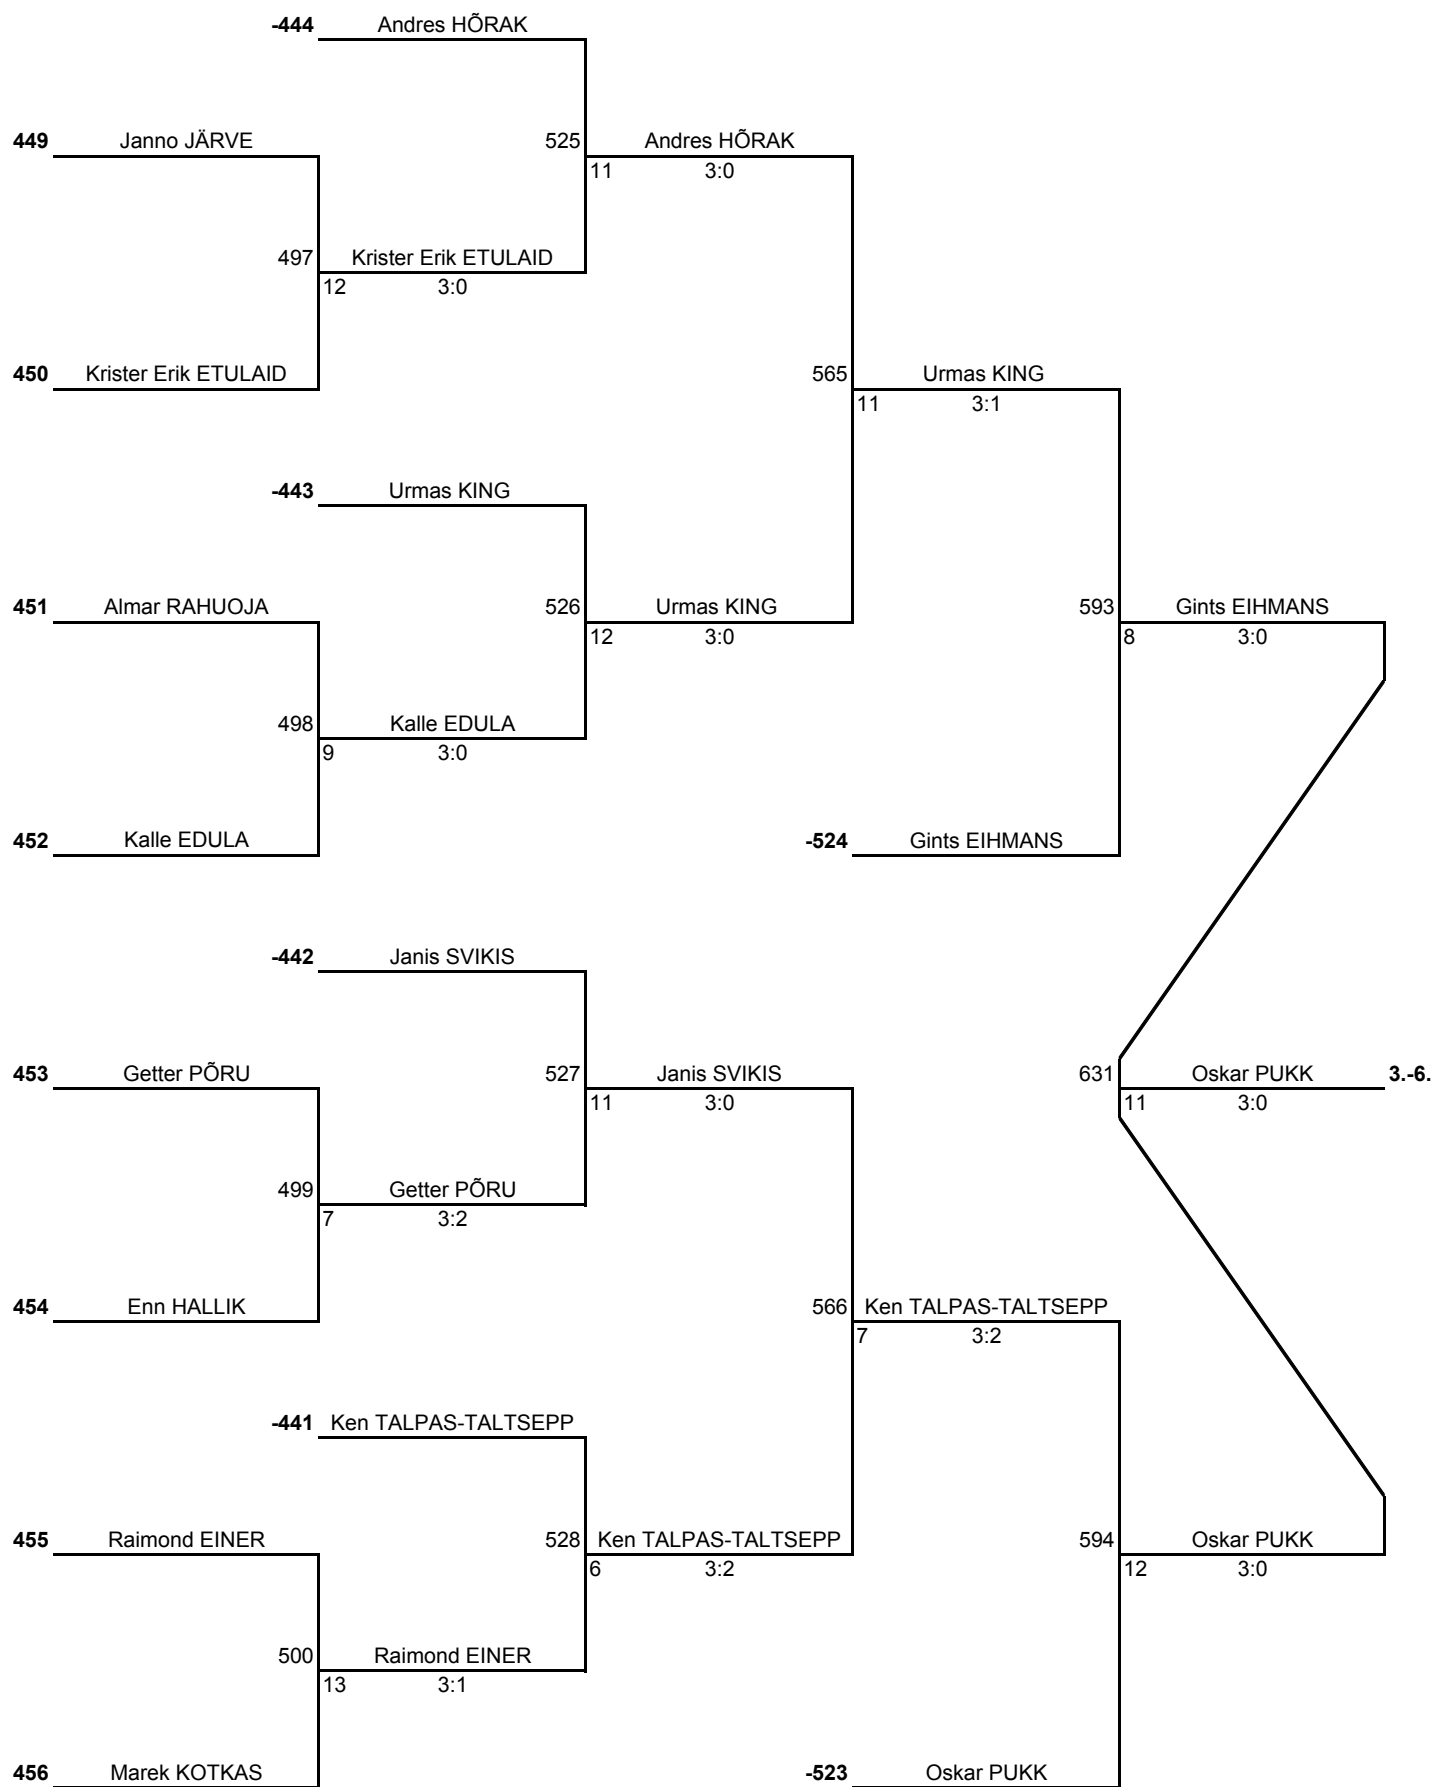 -444 Andres HÕRAK
449 Janno JÄRVE 525 Andres HÕRAK
11 3:0
497 Krister Erik ETULAID
12 3:0
450 Krister Erik ETULAID 565 Urmas KING
11 3:1
-443 Urmas KING
451 Almar RAHUOJA 526 Urmas KING 593 Gints EIHMANS
12 3:0 8 3:0
498 Kalle EDULA
9 3:0
452 Kalle EDULA -524 Gints EIHMANS
-442 Janis SVIKIS
453 Getter PÕRU 527 Janis SVIKIS 631 Oskar PUKK 3.-6.
11 3:0 11 3:0
499 Getter PÕRU
7 3:2
454 Enn HALLIK 566 Ken TALPAS-TALTSEPP
7 3:2
-441 Ken TALPAS-TALTSEPP
455 Raimond EINER 528 Ken TALPAS-TALTSEPP 594 Oskar PUKK
6 3:2 12 3:0
500 Raimond EINER
13 3:1
456 Marek KOTKAS -523 Oskar PUKK